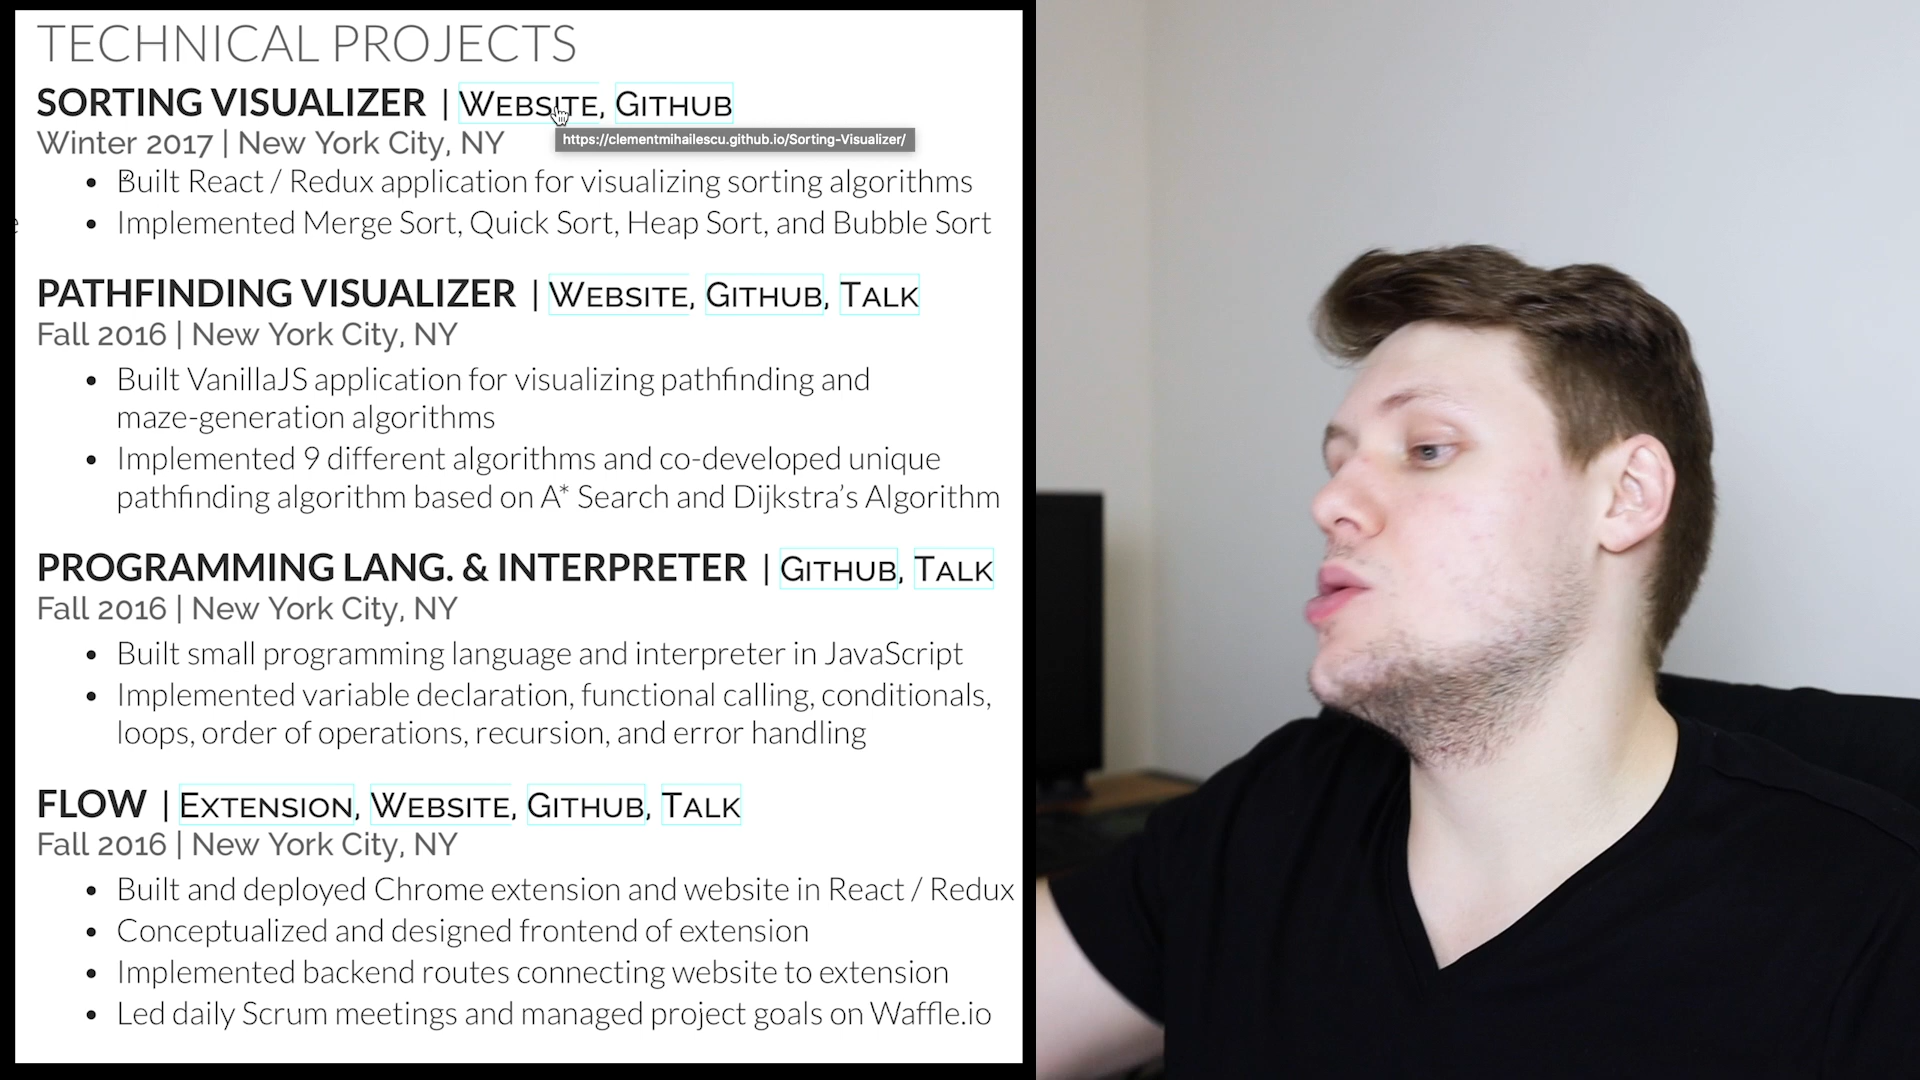 TECHNICAL PROJECTS
SORTING VISUALIZER | WEBSITE, GITHUB
https://clementmihailescu.github.io/Sorting-Visualizer/
Winter 2017 | New York City, NY
• Built React / Redux application for visualizing sorting algorithms
• Implemented Merge Sort, Quick Sort, Heap Sort, and Bubble Sort
PATHFINDING VISUALIZER | WEBSITE, GITHUB, TALK
Fall 2016 | New York City, NY
• Built VanillaJS application for visualizing pathfinding and
maze-generation algorithms
• Implemented 9 different algorithms and co-developed unique
pathfinding algorithm based on A* Search and Dijkstra's Algorithm
PROGRAMMING LANG. & INTERPRETER | GITHUB, TALK
Fall 2016 | New York City, NY
• Built small programming language and interpreter in JavaScript
• Implemented variable declaration, functional calling, conditionals,
loops, order of operations, recursion, and error handling
FLOW | EXTENSION, WEBSITE, GITHUB, TALK
Fall 2016 | New York City, NY
• Built and deployed Chrome extension and website in React / Redux
• Conceptualized and designed frontend of extension
• Implemented backend routes connecting website to extension
• Led daily Scrum meetings and managed project goals on Waffle.io